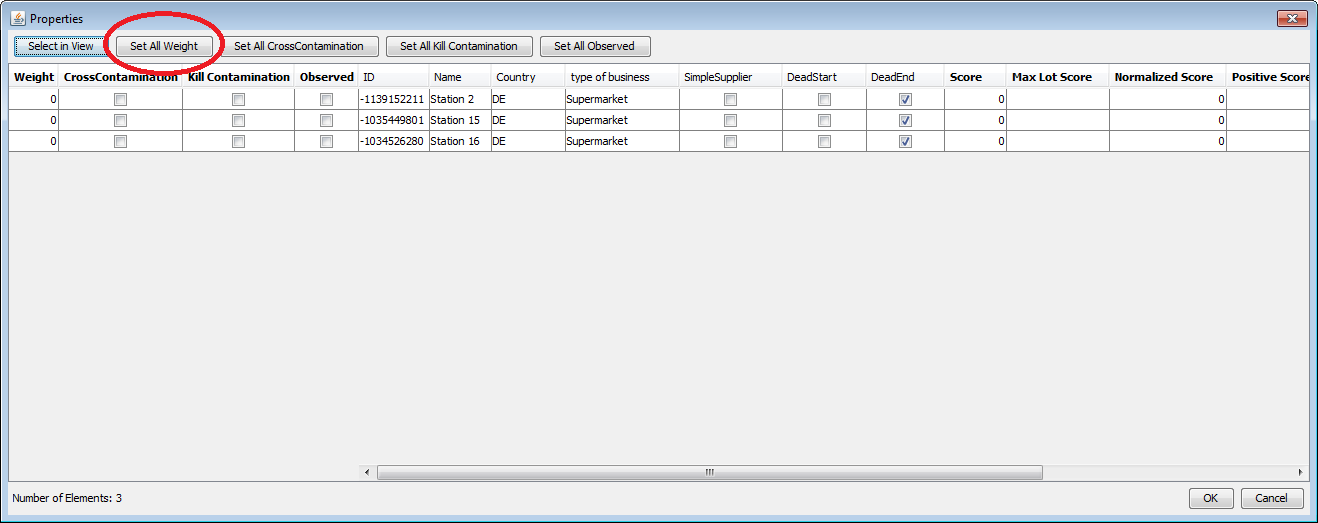 Properties
Select in View Set All Weight Set All CrossContamination Set All Kill Contamination Set All Observed
Weight CrossContamination Kill Contamination Observed ID Name Country type of business SimpleSupplier DeadStart DeadEnd Score Max Lot Score Normalized Score Positive Score
0 -1139152211 Station 2 DE Supermarket 0 0
0 -1035449801 Station 15 DE Supermarket 0 0
0 -1034526280 Station 16 DE Supermarket 0 0
Number of Elements: 3 OK Cancel